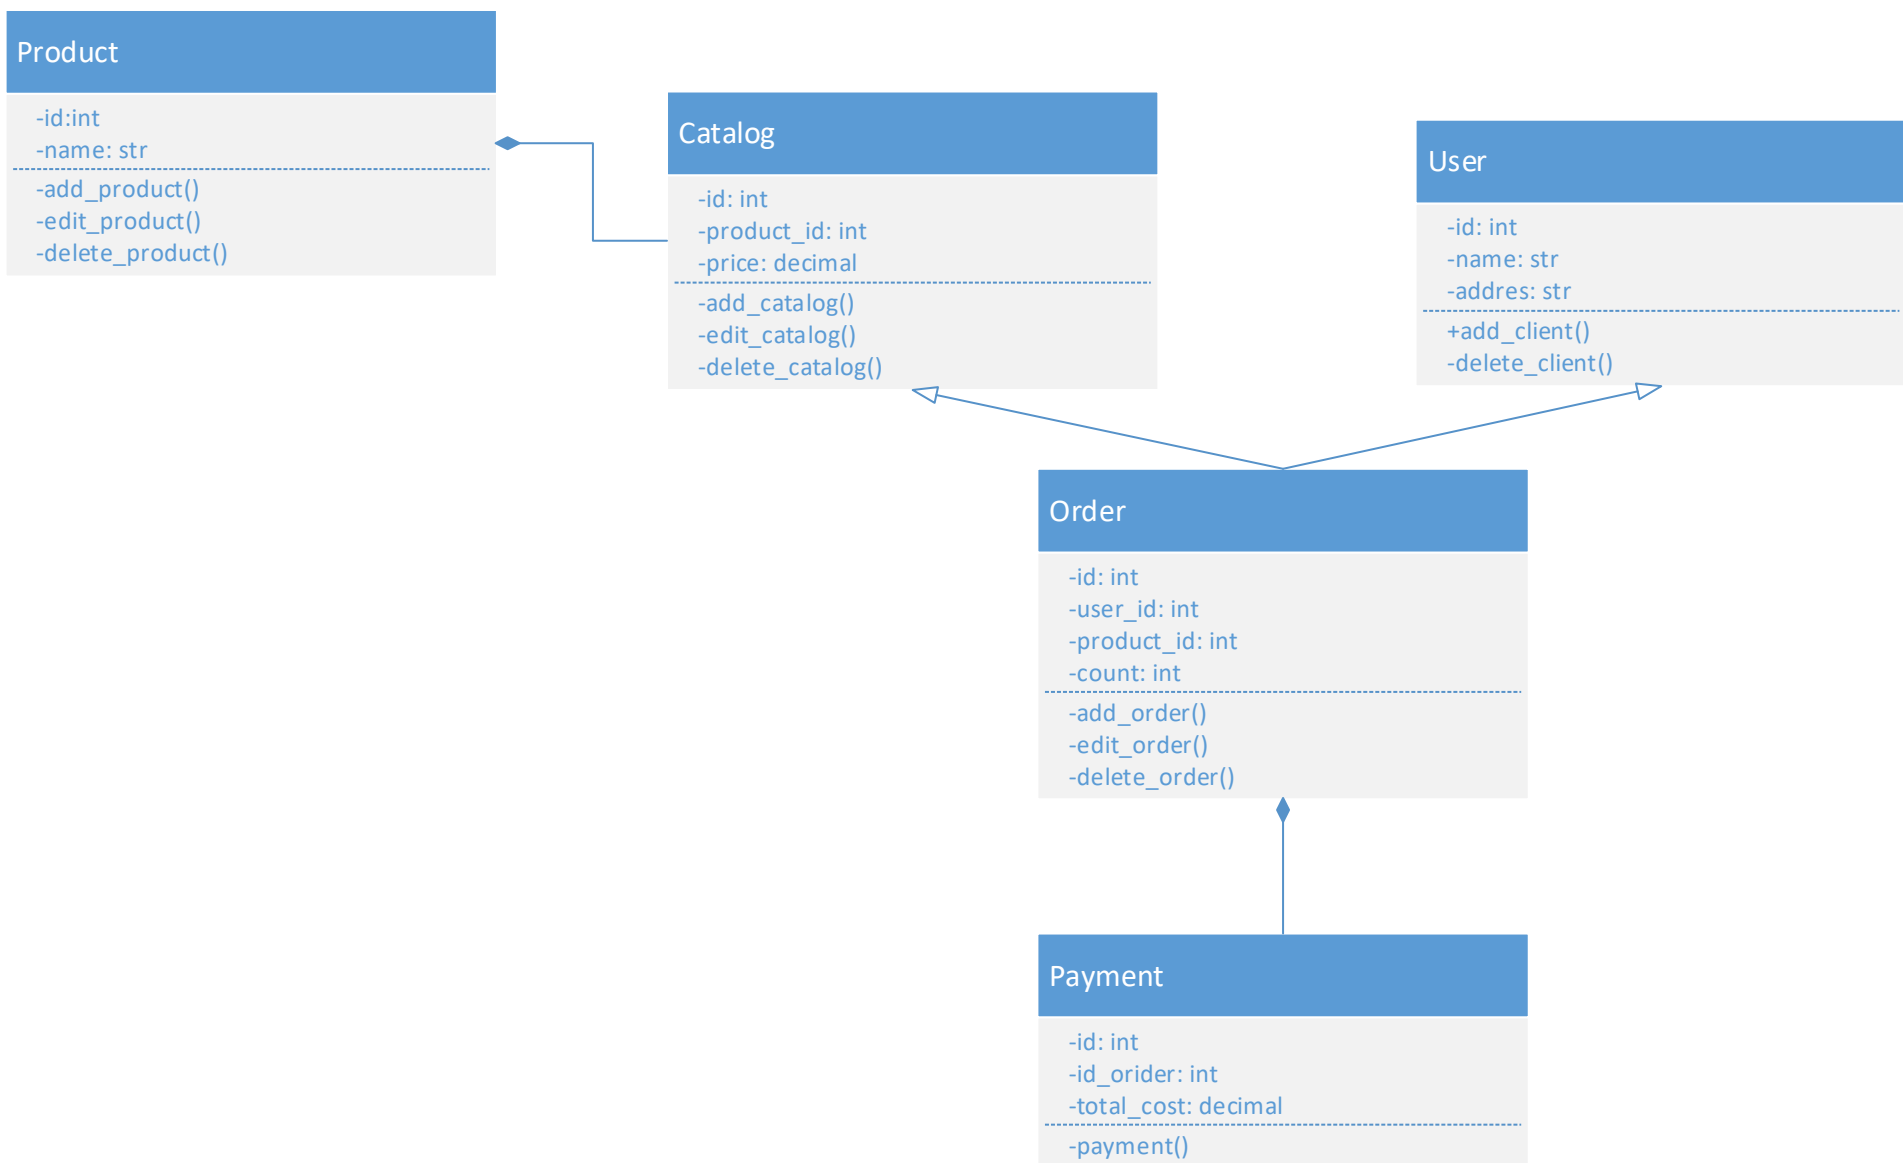 Product
-id:int
-name: str
-add_product()
-edit_product()
-delete_product()
Catalog
-id: int
-product_id: int
-price: decimal
-add_catalog()
-edit_catalog()
-delete_catalog()
User
-id: int
-name: str
-addres: str
+add_client()
-delete_client()
Order
-id: int
-user_id: int
-product_id: int
-count: int
-add_order()
-edit_order()
-delete_order()
Payment
-id: int
-id_orider: int
-total_cost: decimal
-payment()